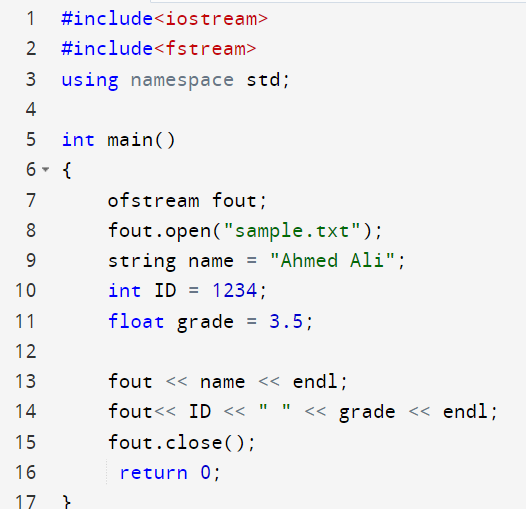 1 #include<iostream>
2 #include<fstream>
3 using namespace std;
4
5 int main()
6 {
7     ofstream fout;
8     fout.open("sample.txt");
9     string name = "Ahmed Ali";
10     int ID = 1234;
11     float grade = 3.5;
12
13     fout << name << endl;
14     fout<< ID << " " << grade << endl;
15     fout.close();
16      return 0;
17 }